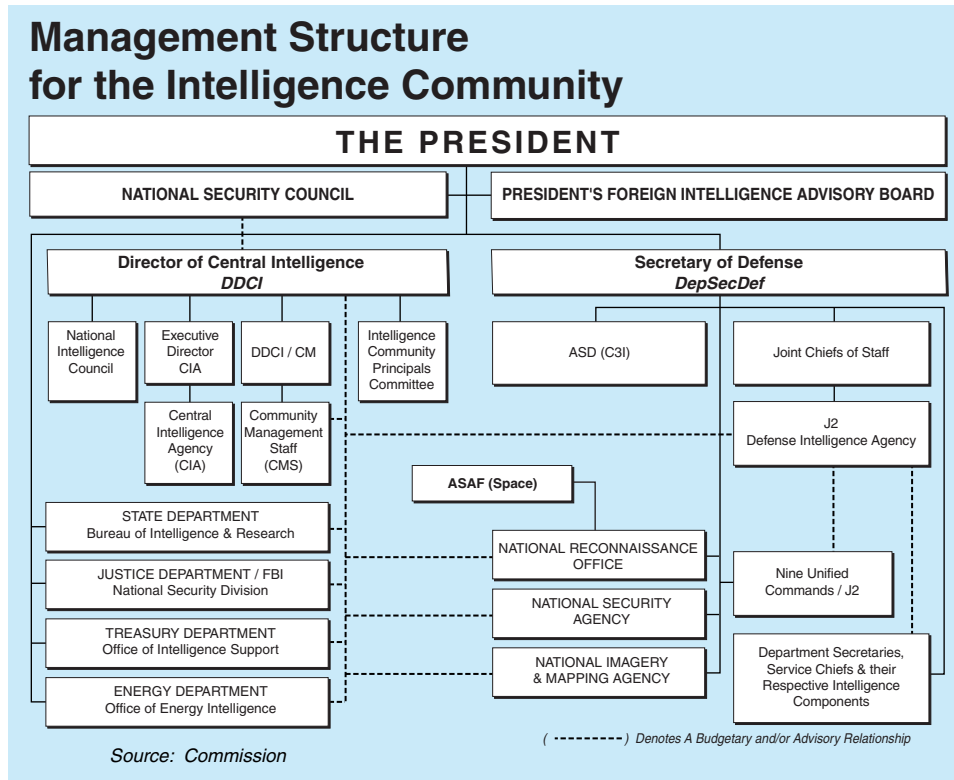 Management Structure
for the Intelligence Community
THE PRESIDENT
NATIONAL SECURITY COUNCIL
PRESIDENT'S FOREIGN INTELLIGENCE ADVISORY BOARD
Director of Central Intelligence
DDCI
Secretary of Defense
DepSecDef
National
Intelligence
Council
Executive
Director
CIA
DDCI / CM
Intelligence
Community
Principals
Committee
ASD (C3I)
Joint Chiefs of Staff
Central
Intelligence
Agency
(CIA)
Community
Management
Staff
(CMS)
J2
Defense Intelligence Agency
ASAF (Space)
STATE DEPARTMENT
Bureau of Intelligence & Research
NATIONAL RECONNAISSANCE
OFFICE
JUSTICE DEPARTMENT / FBI
National Security Division
NATIONAL SECURITY
AGENCY
Nine Unified
Commands / J2
TREASURY DEPARTMENT
Office of Intelligence Support
NATIONAL IMAGERY
& MAPPING AGENCY
Department Secretaries,
Service Chiefs & their
Respective Intelligence
Components
ENERGY DEPARTMENT
Office of Energy Intelligence
Source: Commission
( ----------- ) Denotes A Budgetary and/or Advisory Relationship